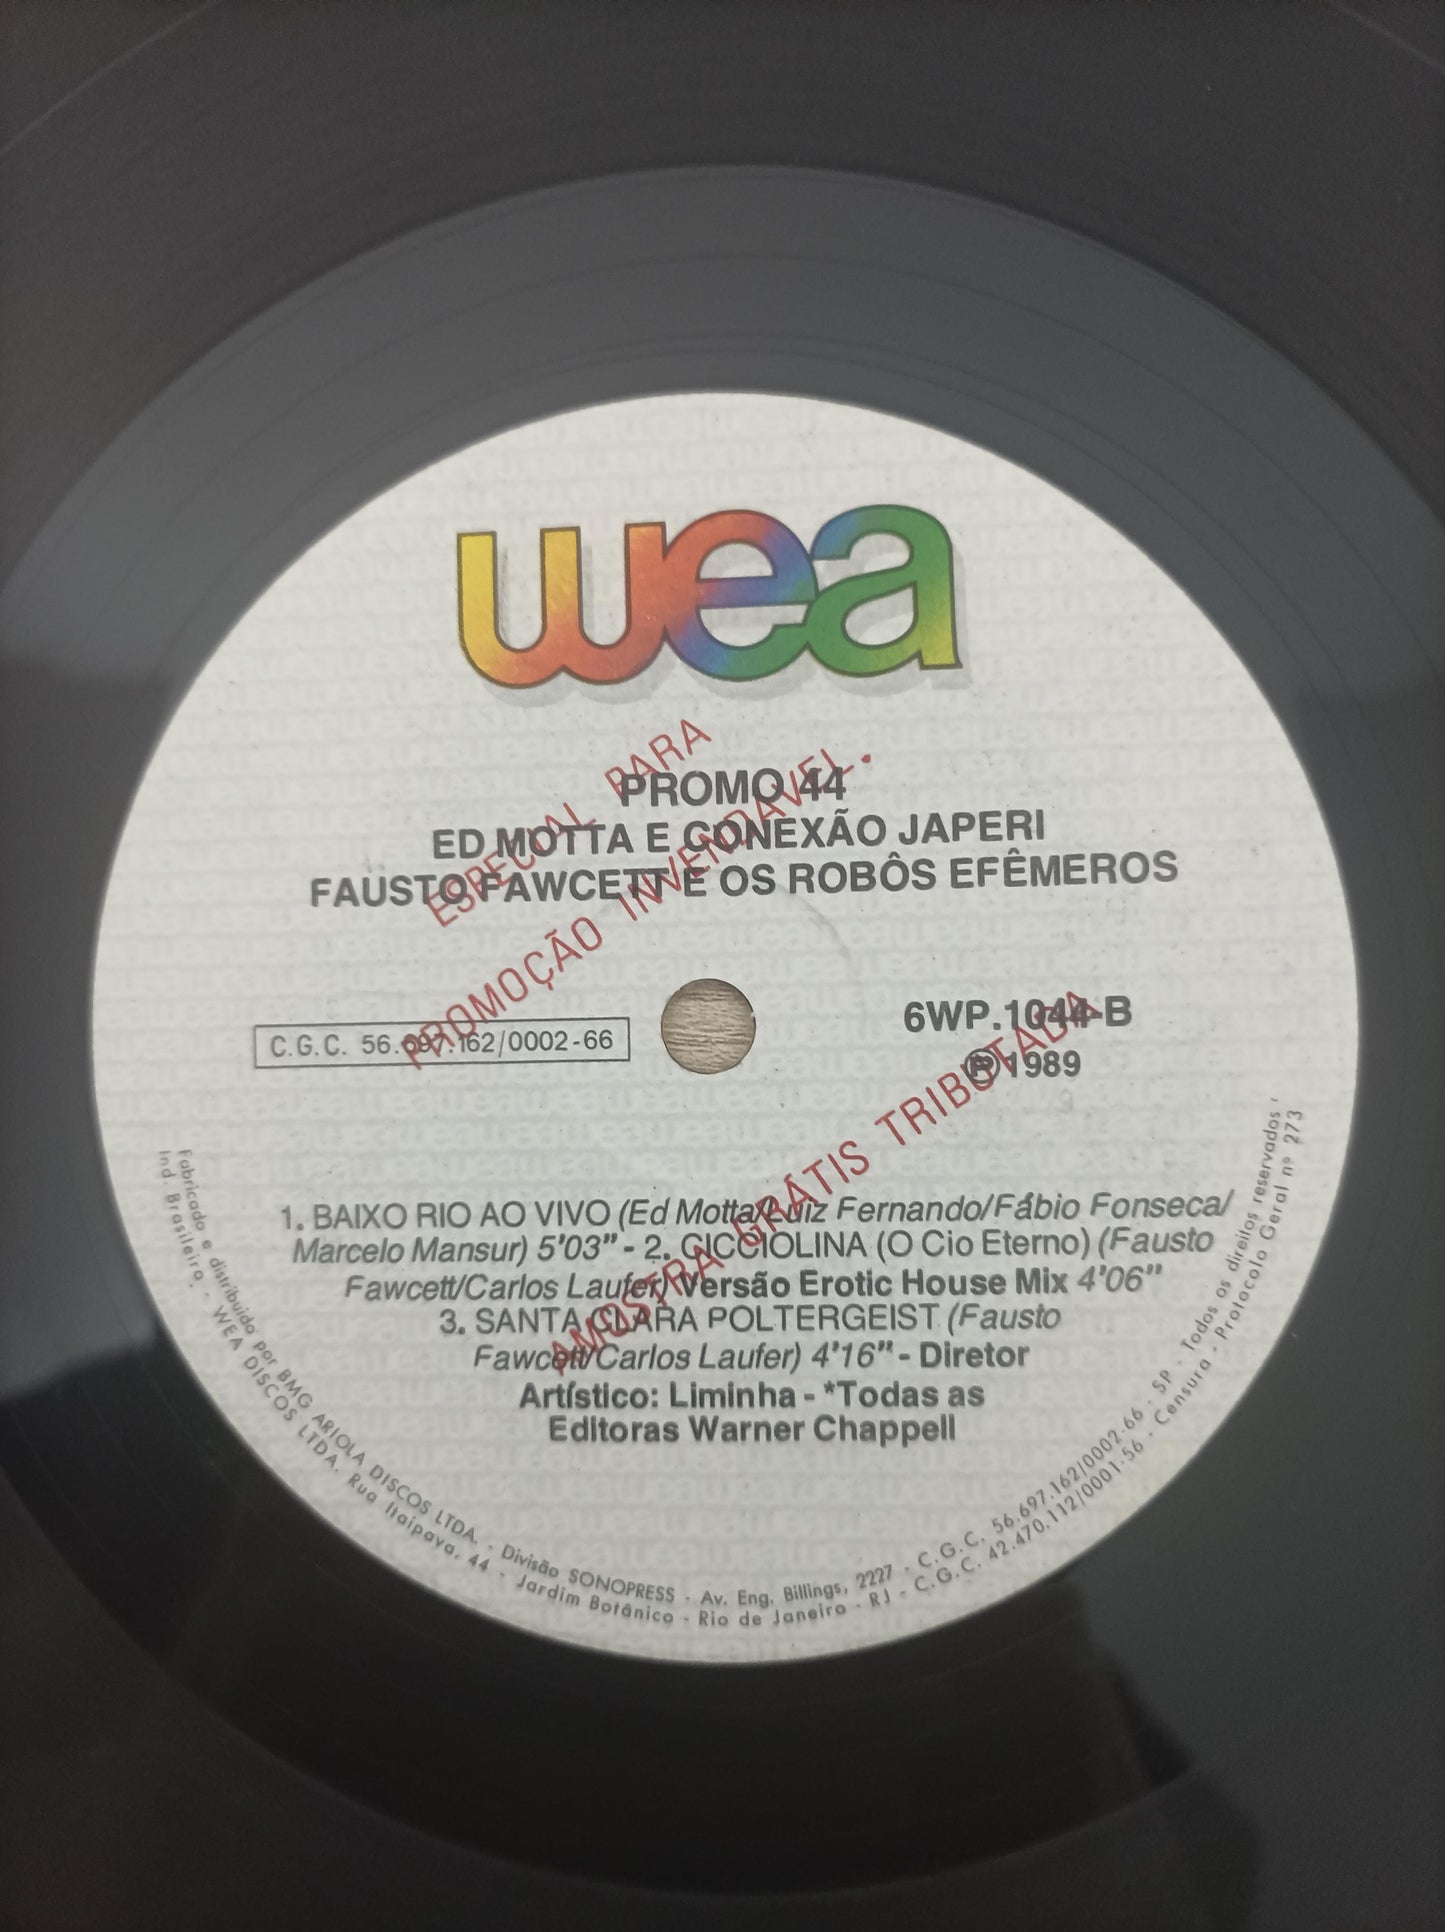 wea
PROMO 44
ED MOTTA E CONEXÃO JAPERI
FAUSTO FAWCETT E OS ROBÔS EFÊMEROS
ESPECIAL PARA
PROMOÇÃO INVENDÁVEL.
C.G.C. 56.697.162/0002-66
6WP.1044-B
Ⓟ 1989
AMOSTRA GRÁTIS TRIBUTADA
1. BAIXO RIO AO VIVO (Ed Motta/Luiz Fernando/Fábio Fonseca/
Marcelo Mansur) 5'03" - 2. CICCIOLINA (O Cio Eterno) (Fausto
Fawcett/Carlos Laufer) Versão Erotic House Mix 4'06"
3. SANTA CLARA POLTERGEIST (Fausto
Fawcett/Carlos Laufer) 4'16" - Diretor
Artístico: Liminha - *Todas as
Editoras Warner Chappell
Fabricado e distribuído por BMG ARIOLA DISCOS LTDA. - Divisão SONOPRESS - Av. Eng. Billings, 2227 - C.G.C. 56.697.162/0002-66 - SP - Todos os direitos reservados
Ind. Brasileira. - WEA DISCOS LTDA. Rua Itaipava, 44 - Jardim Botânico - Rio de Janeiro - RJ - C.G.C. 42.470.112/0001-56 - Censura - Protocolo Geral nº 273